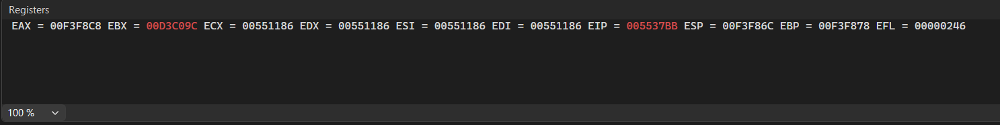 Registers
EAX = 00F3F8C8 EBX = 00D3C09C ECX = 00551186 EDX = 00551186 ESI = 00551186 EDI = 00551186 EIP = 005537BB ESP = 00F3F86C EBP = 00F3F878 EFL = 00000246
100 %